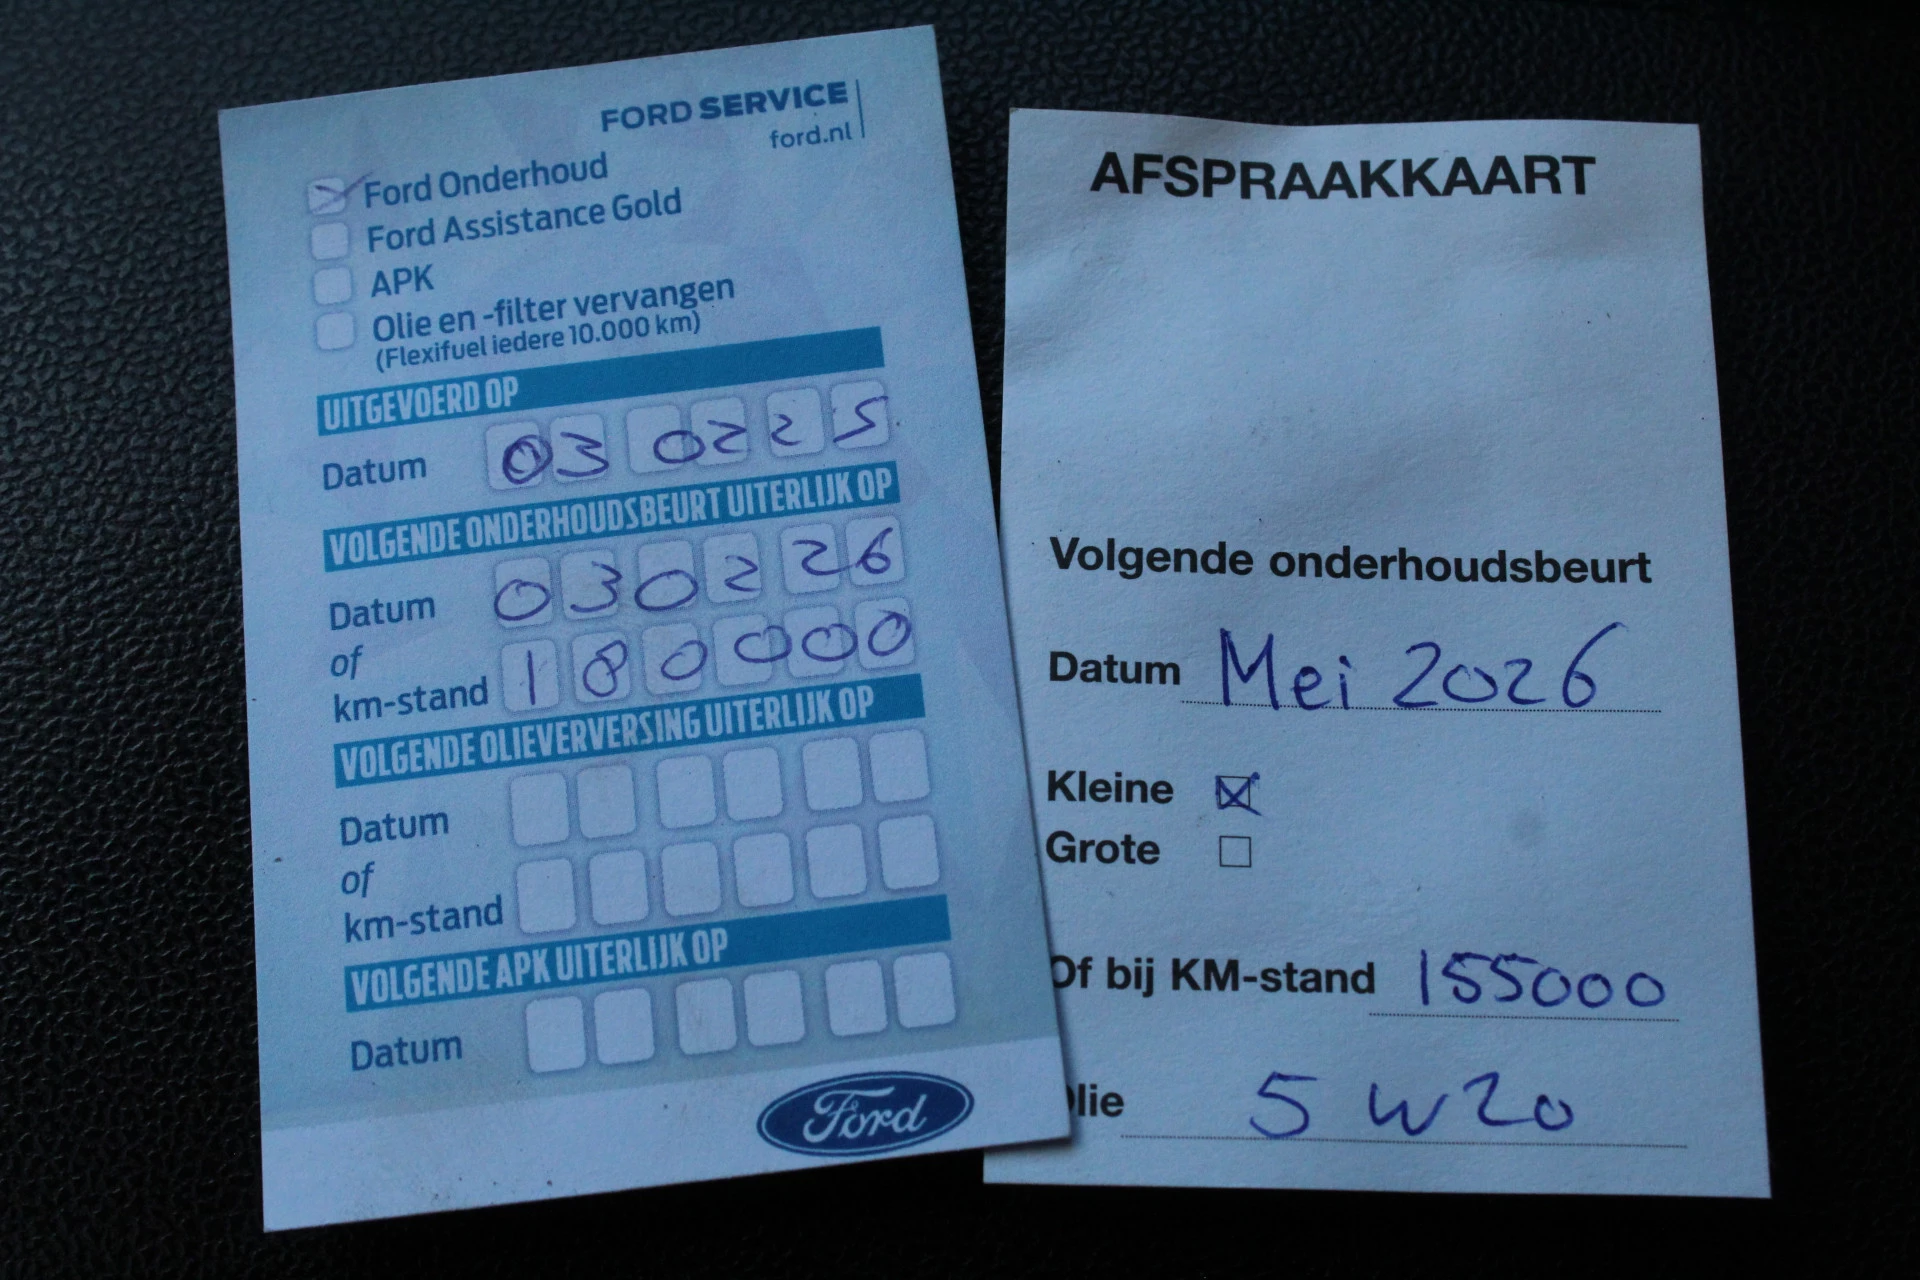 FORD SERVICE
ford.nl
Ford Onderhoud
Ford Assistance Gold
APK
Olie en -filter vervangen
(Flexifuel iedere 10.000 km)
UITGEVOERD OP
Datum 03 02 25
VOLGENDE ONDERHOUDSBEURT UITERLIJK OP
Datum 03 02 26
of
km-stand 180000
VOLGENDE OLIEVERVERSING UITERLIJK OP
Datum
of
km-stand
VOLGENDE APK UITERLIJK OP
Datum
Ford
AFSPRAAKKAART
Volgende onderhoudsbeurt
Datum Mei 2026
Kleine
Grote
Of bij KM-stand 155000
Olie 5w20